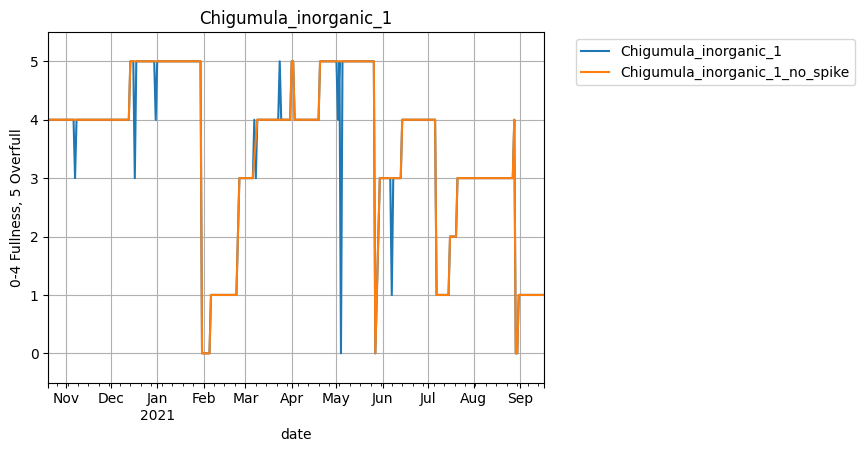 Chigumula_inorganic_1
Chigumula_inorganic_1
Chigumula_inorganic_1_no_spike
0-4 Fullness, 5 Overfull
5
4
3
2
1
0
Nov Dec Jan Feb Mar Apr May Jun Jul Aug Sep
2021
date